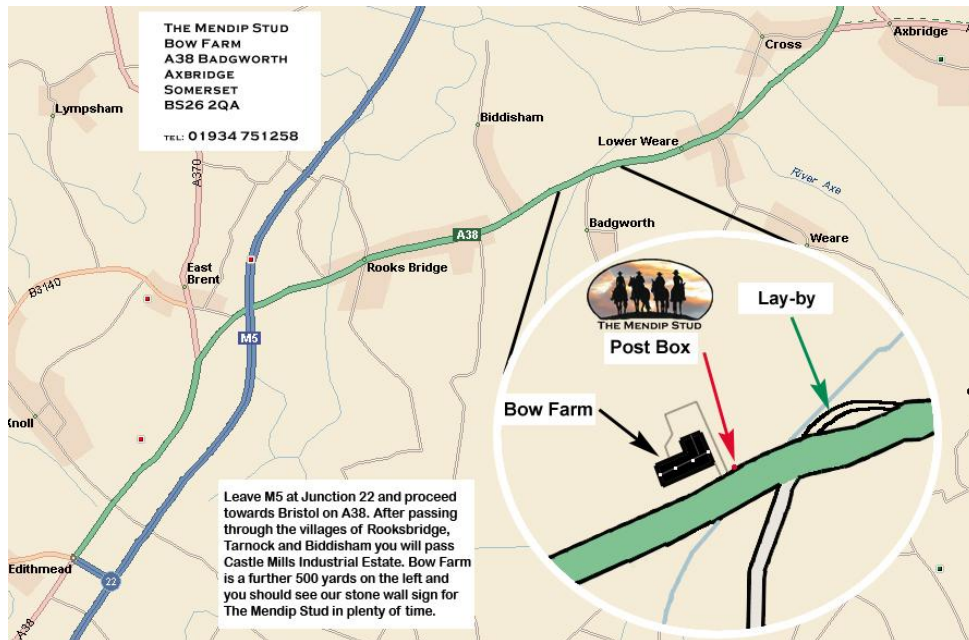 THE MENDIP STUD
BOW FARM
A38 BADGWORTH
AXBRIDGE
SOMERSET
BS26 2QA
TEL: 01934 751258
Cross
Axbridge
Lympsham
A370
Biddisham
Lower Weare
River Axe
Badgworth
Weare
A38
Rooks Bridge
East
Brent
B3140
M5
THE MENDIP STUD
Lay-by
Post Box
Bow Farm
Knoll
Leave M5 at Junction 22 and proceed
towards Bristol on A38. After passing
through the villages of Rooksbridge,
Tarnock and Biddisham you will pass
Castle Mills Industrial Estate. Bow Farm
is a further 500 yards on the left and
you should see our stone wall sign for
The Mendip Stud in plenty of time.
Edithmead
22
A38